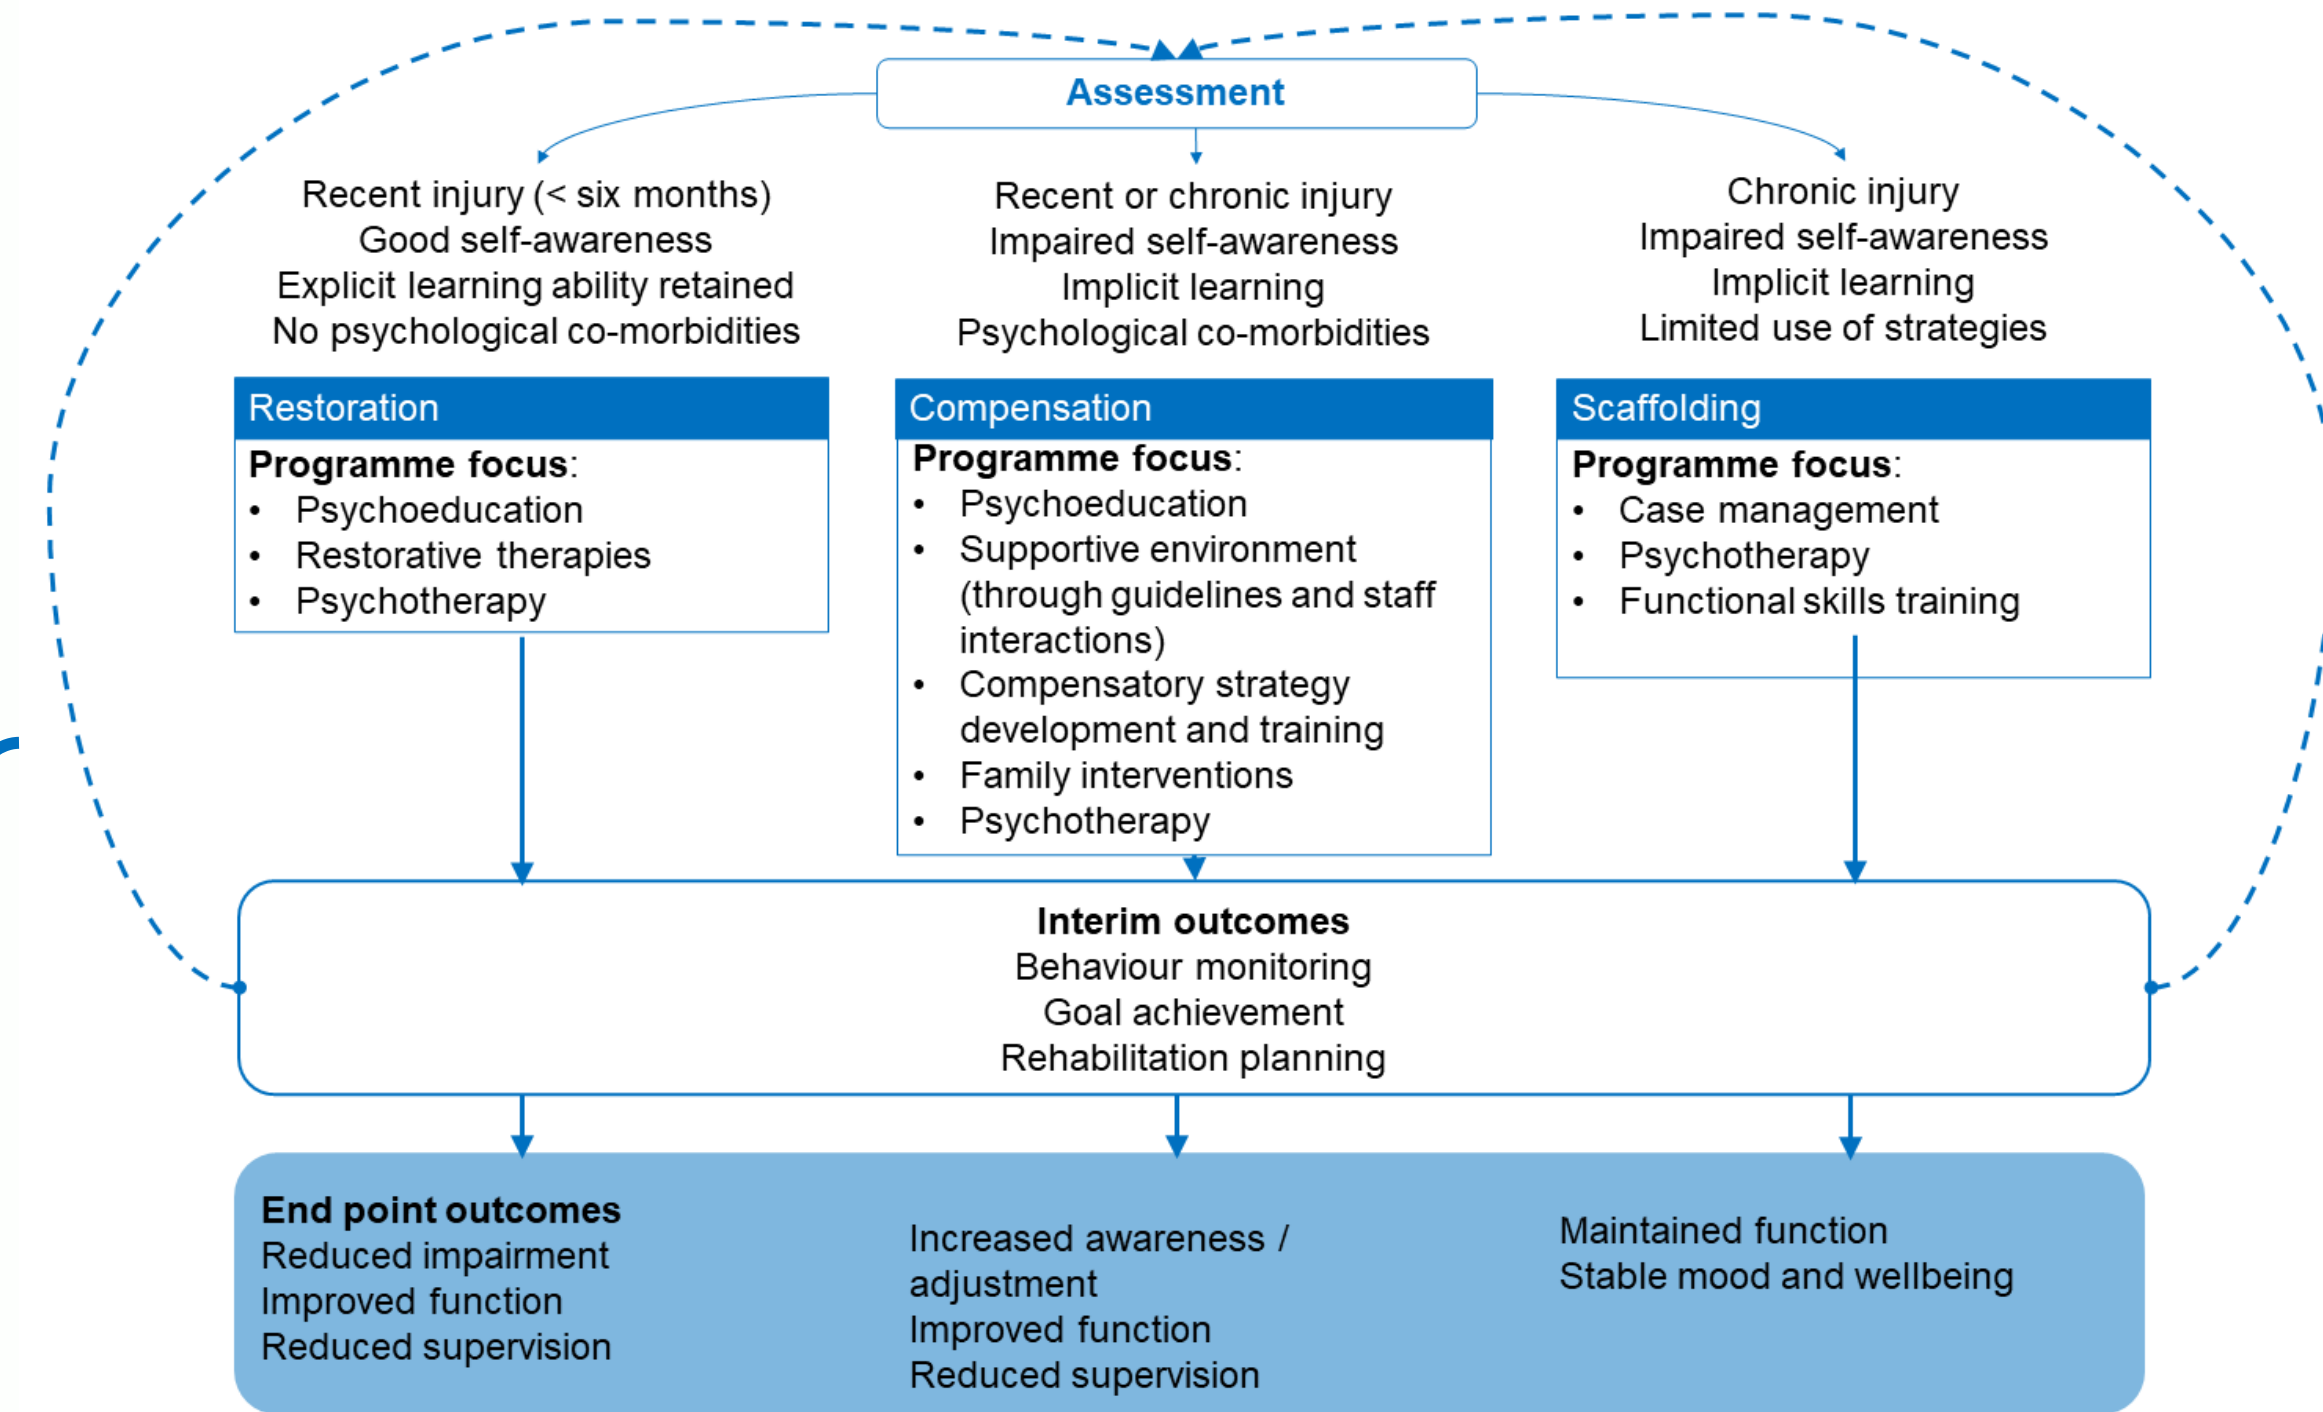 Assessment
Recent injury (< six months)
Good self-awareness
Explicit learning ability retained
No psychological co-morbidities
Recent or chronic injury
Impaired self-awareness
Implicit learning
Psychological co-morbidities
Chronic injury
Impaired self-awareness
Implicit learning
Limited use of strategies
Restoration
Programme focus:
• Psychoeducation
• Restorative therapies
• Psychotherapy
Compensation
Programme focus:
• Psychoeducation
• Supportive environment
(through guidelines and staff
interactions)
• Compensatory strategy
development and training
• Family interventions
• Psychotherapy
Scaffolding
Programme focus:
• Case management
• Psychotherapy
• Functional skills training
Interim outcomes
Behaviour monitoring
Goal achievement
Rehabilitation planning
End point outcomes
Reduced impairment
Improved function
Reduced supervision
Increased awareness /
adjustment
Improved function
Reduced supervision
Maintained function
Stable mood and wellbeing